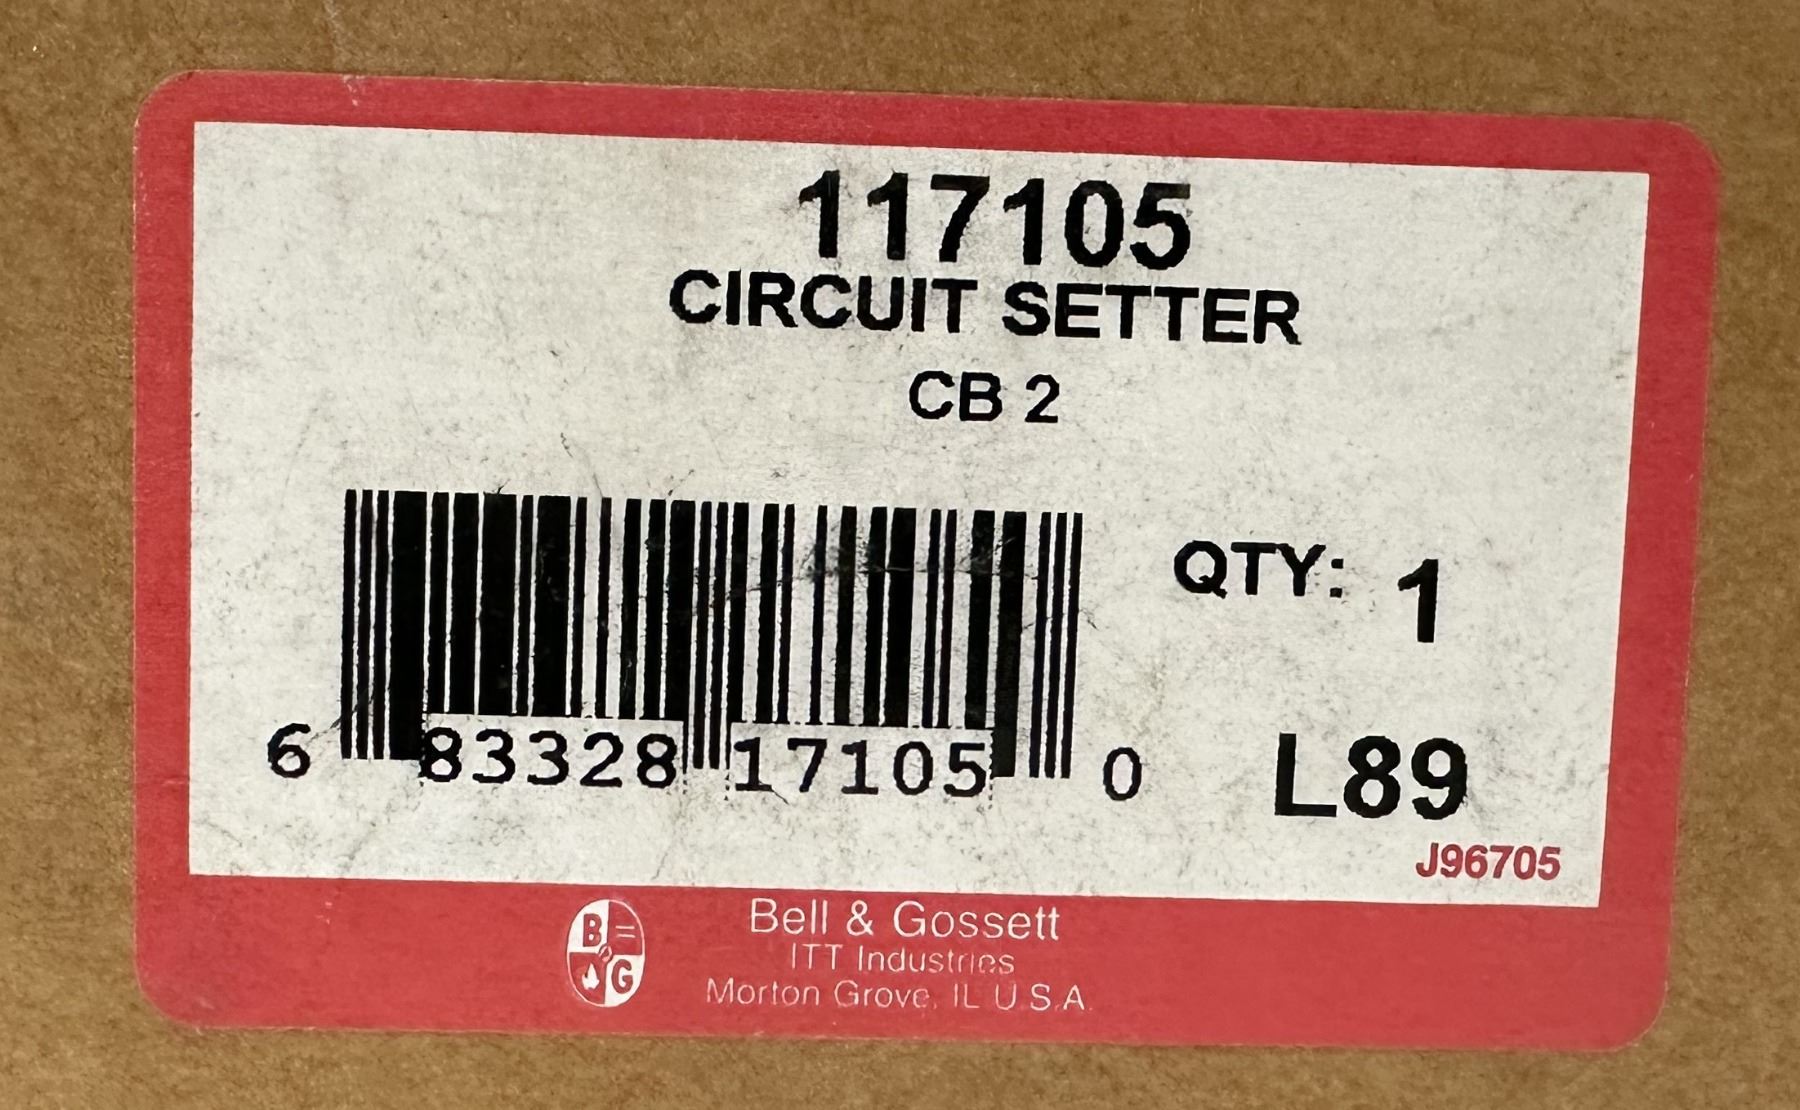 117105
CIRCUIT SETTER
CB 2
QTY: 1
6 83328 17105 0
L89
J96705
B G
Bell & Gossett
ITT Industries
Morton Grove, IL U.S.A.